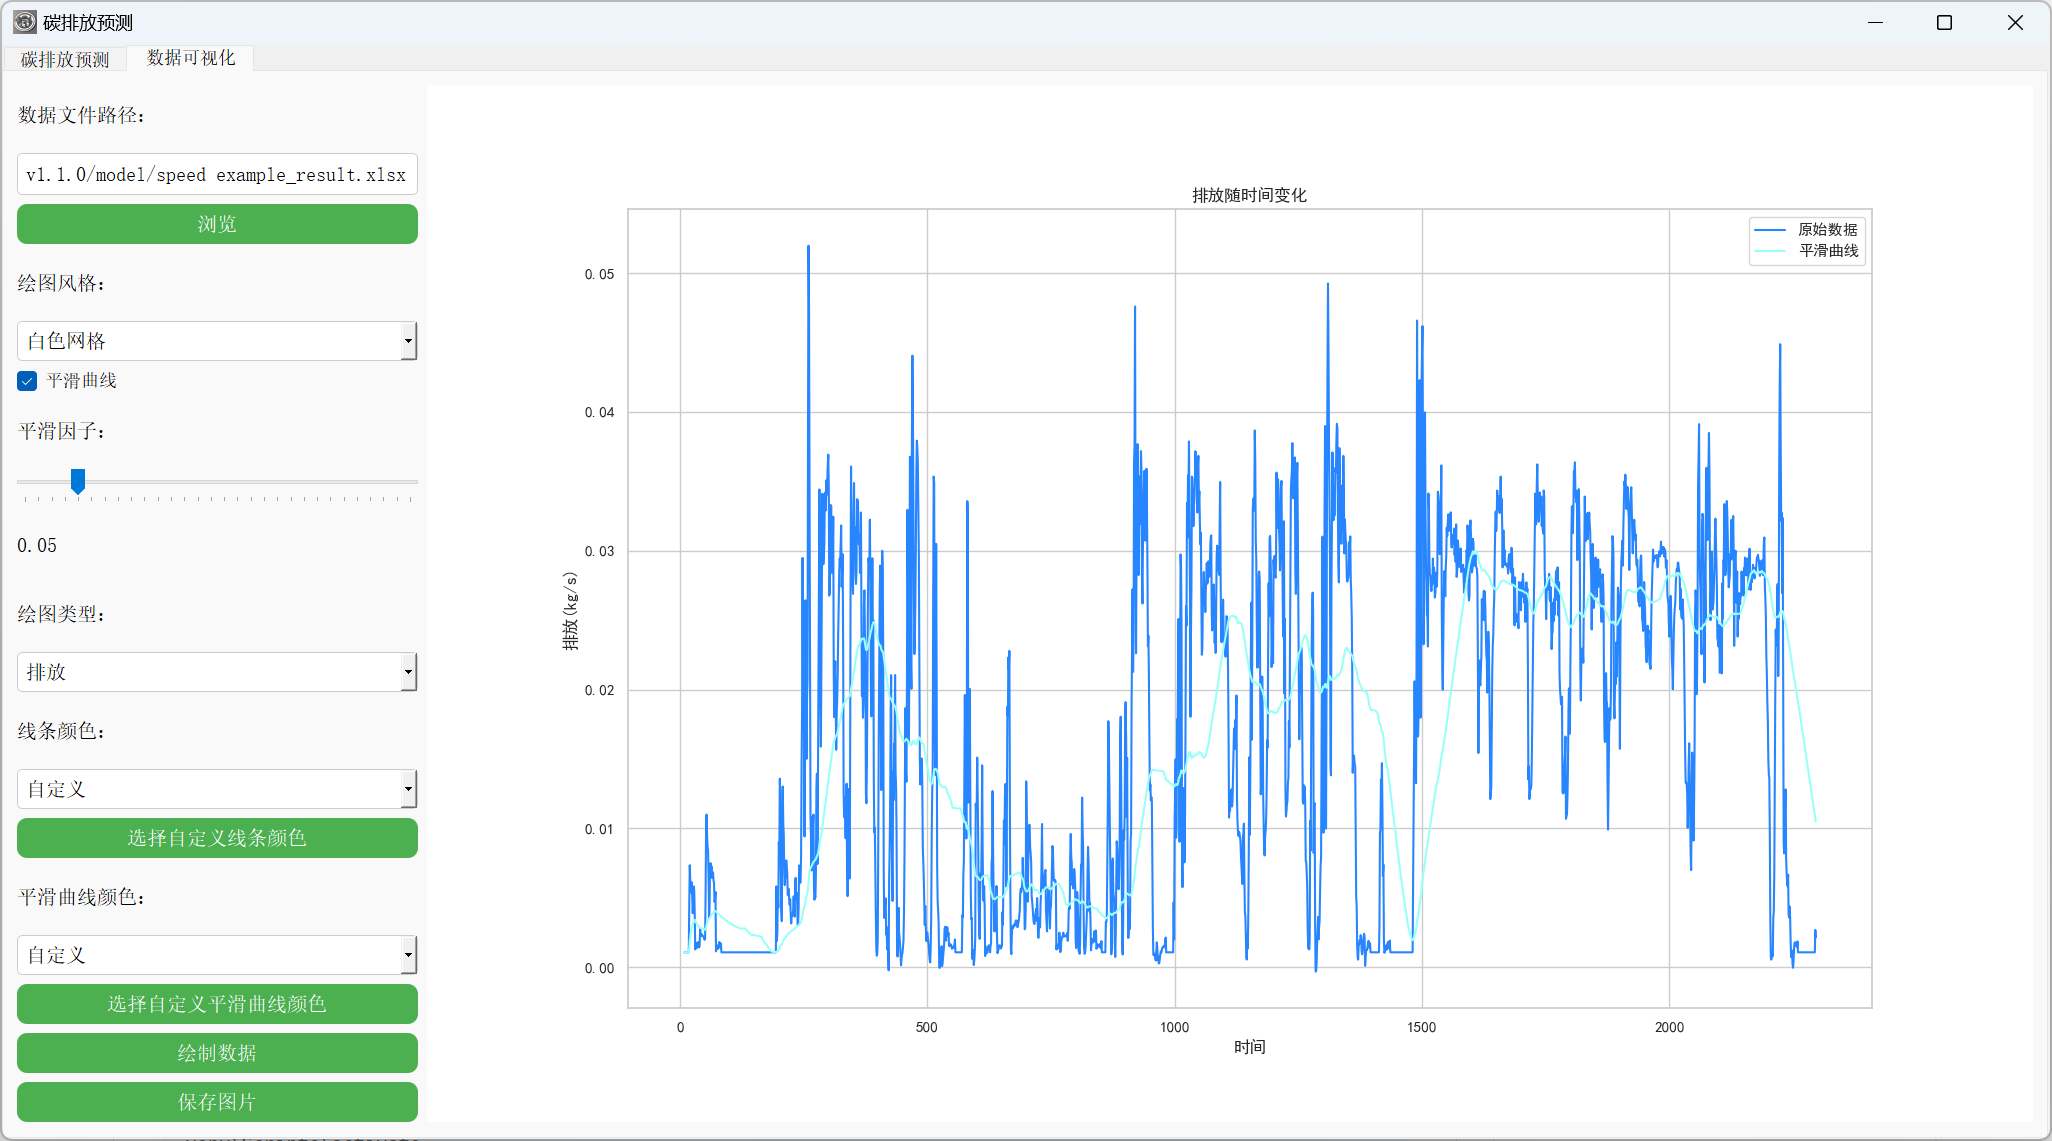 碳排放预测
碳排放预测
数据可视化
数据文件路径：
v1.1.0/model/speed example_result.xlsx
浏览
绘图风格：
白色网格
平滑曲线
平滑因子：
0.05
绘图类型：
排放
线条颜色：
自定义
选择自定义线条颜色
平滑曲线颜色：
自定义
选择自定义平滑曲线颜色
绘制数据
保存图片
排放随时间变化
原始数据
平滑曲线
0.05
0.04
0.03
0.02
0.01
0.00
排放(kg/s)
0
500
1000
1500
2000
时间